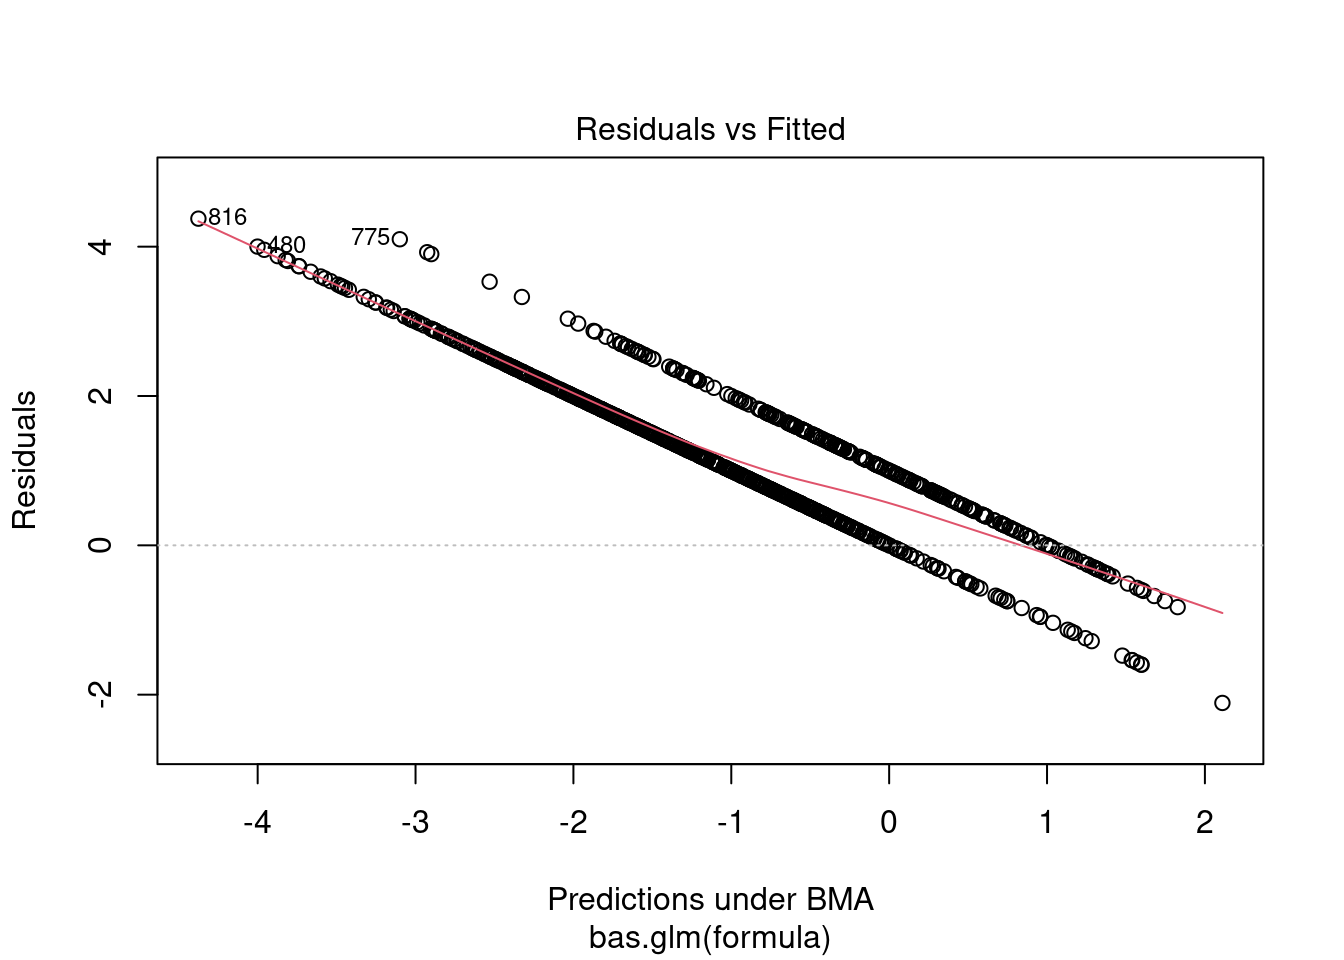 Residuals vs Fitted
816
480
775
4
2
0
-2
Residuals
-4 -3 -2 -1 0 1 2
Predictions under BMA
bas.glm(formula)